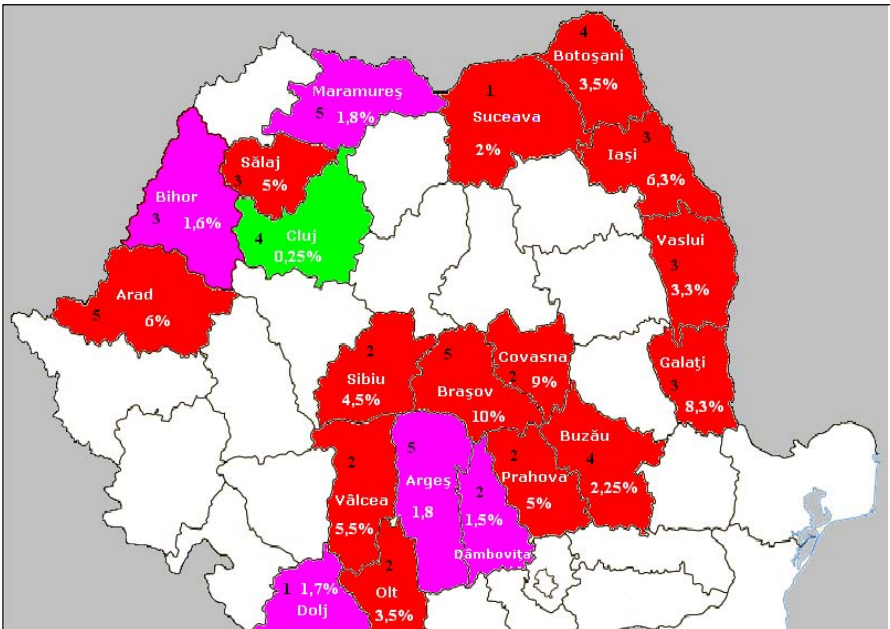 4
Botoşani
3,5%
Maramureş
5 1,8%
1
Suceava
2%
3
Iaşi
6,3%
Sălaj
3 5%
Bihor
3 1,6%
4 Cluj
0,25%
Vaslui
3
3,3%
Arad
5 6%
2
Sibiu
4,5%
5
Braşov
10%
Covasna
2 9%
Galaţi
3
8,3%
Buzău
4
2,25%
2
Vâlcea
5,5%
5
Argeş
1,8
2
1,5%
Dâmboviţa
2
Prahova
5%
1 1,7%
Dolj
2
Olt
3,5%